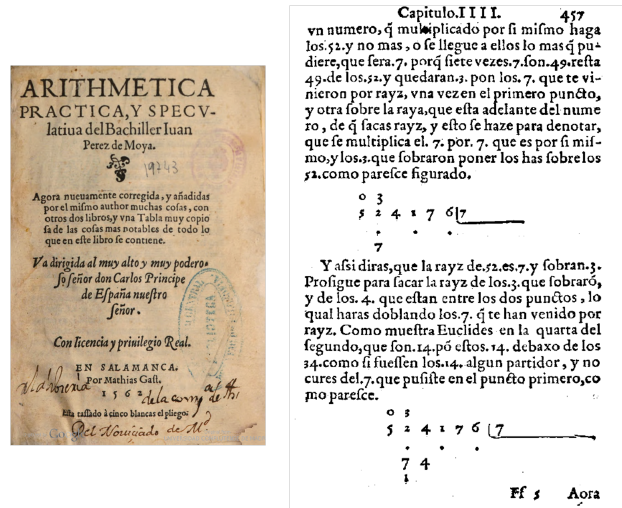 ARITHMETICA
PRACTICA, Y SPECV-
latiua del Bachiller Iuan
Perez de Moya.
19743
Agora nueuamente corregida, y añadidas
por el mismo author muchas cosas, con
otros dos libros, y vna Tabla muy copio
sa de las cosas mas notables de todo lo
que en este libro se contiene.
Va dirigida al muy alto y muy podero-
so señor don Carlos Principe
de España nuestro
señor.
Con licencia y priuilegio Real.
EN SALAMANCA.
Por Mathias Gast.
1562
de la comp
Esta tassado à cinco blancas el pliego:
Del Nouiciado de M.ᵈ
Capitulo.IIII. 457
vn numero, q̃ multiplicado por si mismo haga
los.52.y no mas, o se llegue a ellos lo mas q̃ pu-
diere, que sera.7. porq̃ siete vezes.7.son.49.resta
49.de los.52.y quedaran.3. pon los.7. que te vi-
nieron por rayz, vna vez en el primero puncto,
y otra sobre la raya, que esta adelante del nume
ro, de q̃ sacas rayz, y esto se haze para denotar,
que se multiplica el. 7. por. 7. que es por si mis-
mo, y los.3. que sobraron poner los has sobre los
52.como paresce figurado.
0 3
5 2 4 1 7 6|7
. . .
7
Y assi diras, que la rayz de.52.es.7.y sobran.3.
Prosigue para sacar la rayz de los.3.que sobrarõ,
y de los. 4. que estan entre los dos punctos, lo
qual haras doblando los.7. q̃ te han venido por
rayz. Como muestra Euclides en la quarta del
segundo, que son.14.põ estos.14. debaxo de los
34.como si fuessen los.14. algun partidor, y no
cures del.7.que pusiste en el puncto primero, co
mo paresce.
0 3
5 2 4 1 7 6 |7
. . .
7 4
1
Ff 5 Aora